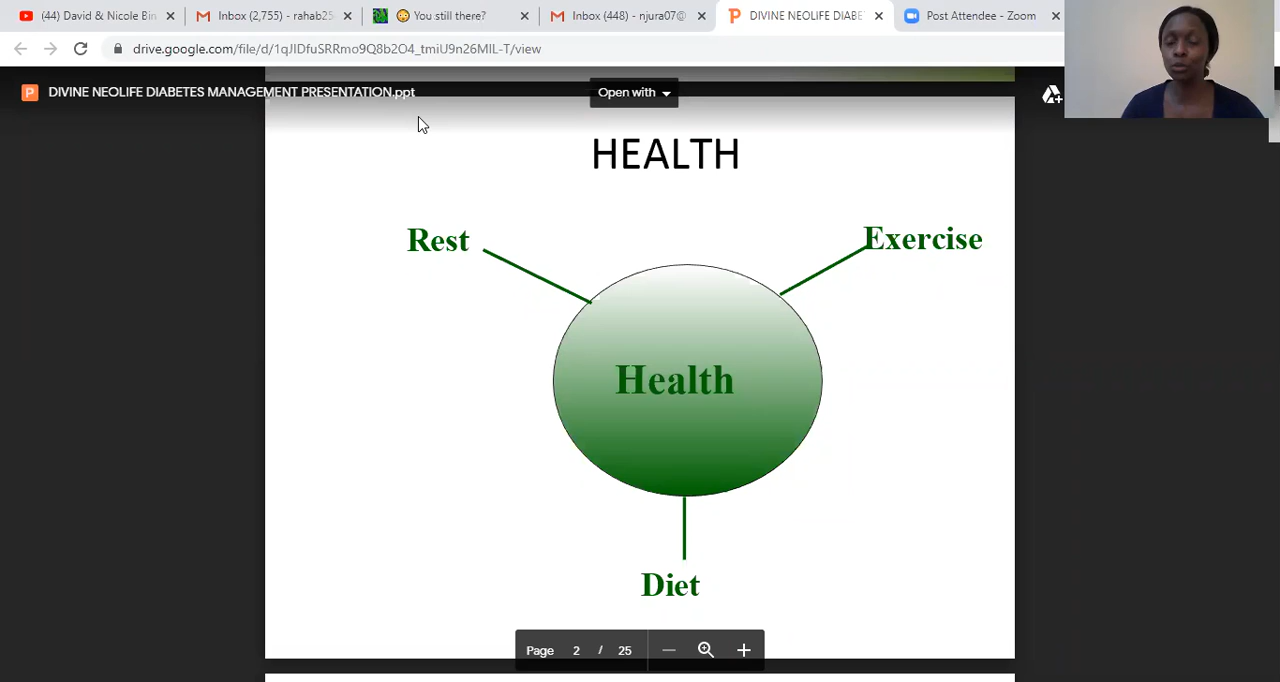 (44) David & Nicole Bin
Inbox (2,755) - rahab25
You still there?
Inbox (448) - njura07@
DIVINE NEOLIFE DIABE
Post Attendee - Zoom
drive.google.com/file/d/1qJIDfuSRRmo9Q8b2O4_tmiU9n26MIL-T/view
DIVINE NEOLIFE DIABETES MANAGEMENT PRESENTATION.ppt
Open with
HEALTH
Rest
Exercise
Health
Diet
Page 2 / 25